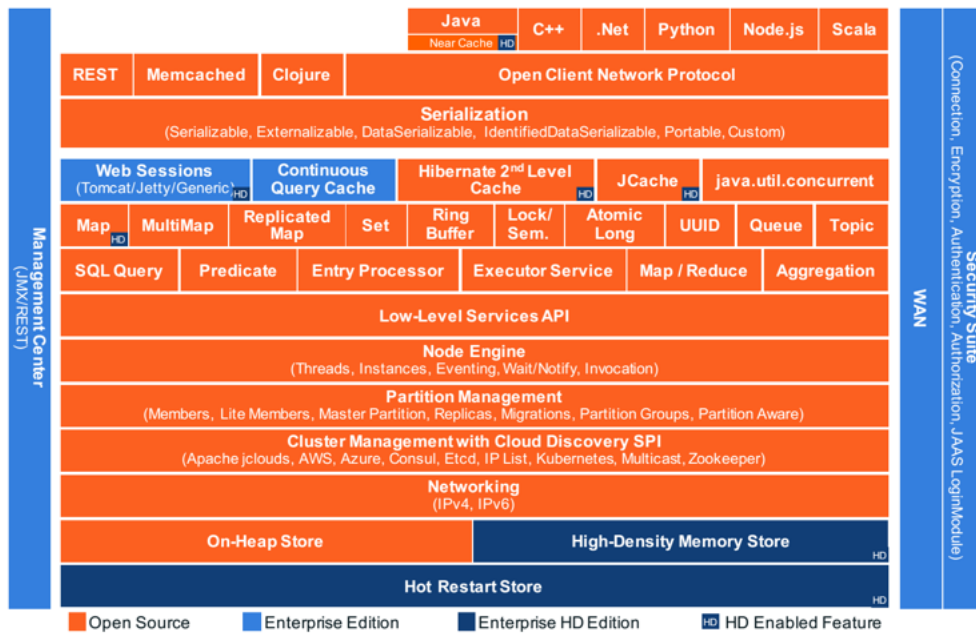 Management Center
(JMX/REST)
Java
Near Cache HD
C++
.Net
Python
Node.js
Scala
REST
Memcached
Clojure
Open Client Network Protocol
Serialization
(Serializable, Externalizable, DataSerializable, IdentifiedDataSerializable, Portable, Custom)
Web Sessions
(Tomcat/Jetty/Generic) HD
Continuous
Query Cache
Hibernate 2nd Level
Cache HD
JCache HD
java.util.concurrent
Map HD
MultiMap
Replicated
Map
Set
Ring
Buffer
Lock/
Sem.
Atomic
Long
UUID
Queue
Topic
SQL Query
Predicate
Entry Processor
Executor Service
Map / Reduce
Aggregation
Low-Level Services API
Node Engine
(Threads, Instances, Eventing, Wait/Notify, Invocation)
Partition Management
(Members, Lite Members, Master Partition, Replicas, Migrations, Partition Groups, Partition Aware)
Cluster Management with Cloud Discovery SPI
(Apache jclouds, AWS, Azure, Consul, Etcd, IP List, Kubernetes, Multicast, Zookeeper)
Networking
(IPv4, IPv6)
On-Heap Store
High-Density Memory Store
HD
Hot Restart Store
HD
WAN
Security Suite
(Connection, Encryption, Authentication, Authorization, JAAS LoginModule)
Open Source
Enterprise Edition
Enterprise HD Edition
HD HD Enabled Feature